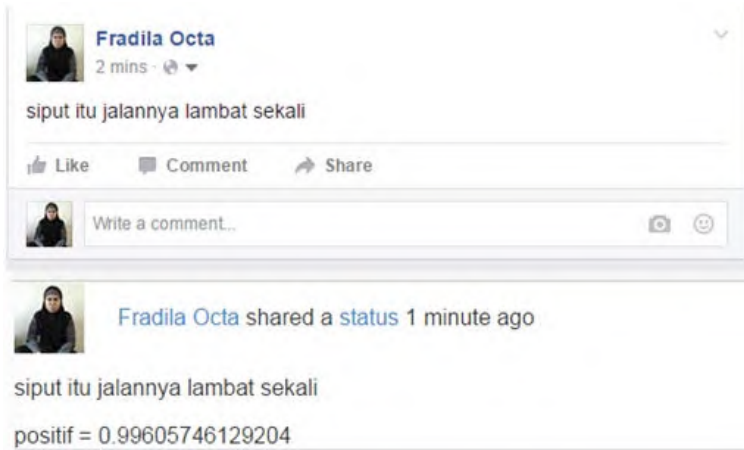 Fradila Octa
2 mins
siput itu jalannya lambat sekali
Like Comment Share
Write a comment...
Fradila Octa shared a status 1 minute ago
siput itu jalannya lambat sekali
positif = 0.99605746129204